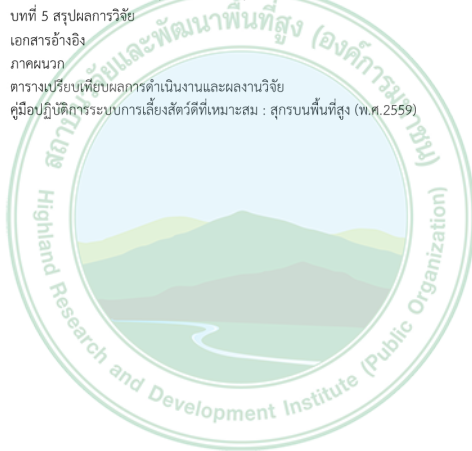 บทที่ 5 สรุปผลการวิจัย
เอกสารอ้างอิง
ภาคผนวก
ตารางเปรียบเทียบผลการดำเนินงานและผลงานวิจัย
คู่มือปฏิบัติการระบบการเลี้ยงสัตว์ดีที่เหมาะสม : สุกรบนพื้นที่สูง (พ.ศ.2559)
สถาบันวิจัยและพัฒนาพื้นที่สูง (องค์การมหาชน)
Highland Research and Development Institute (Public Organization)